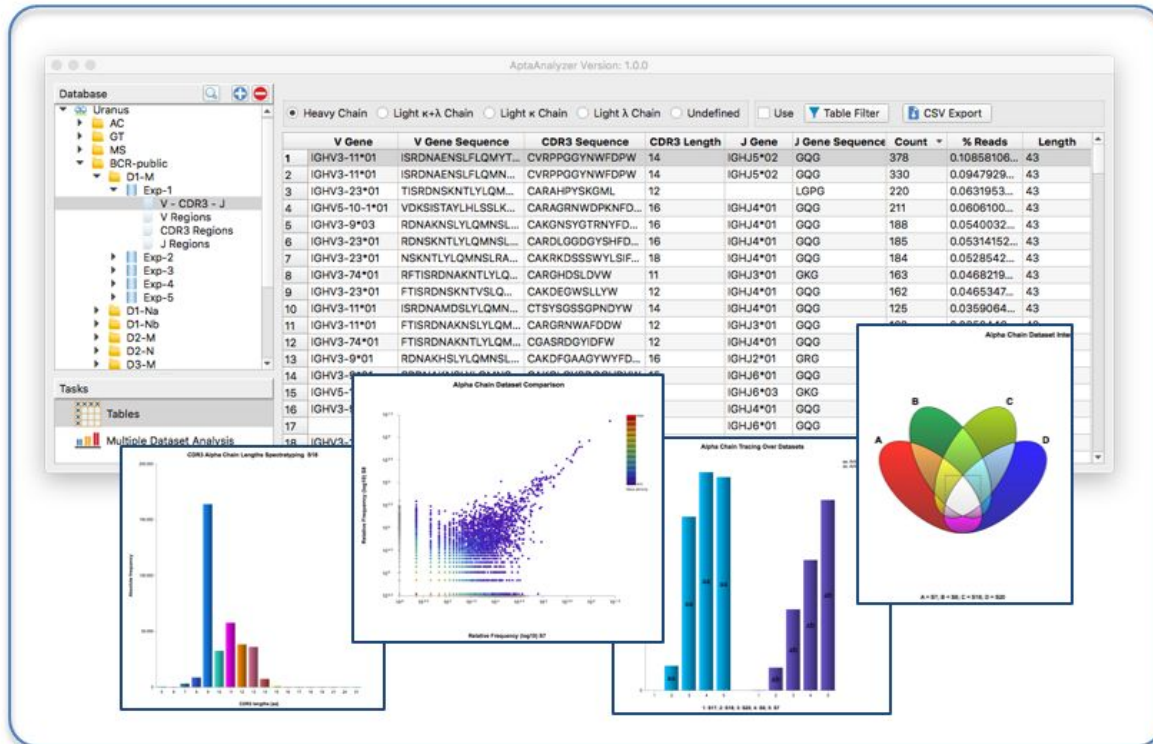 AptaAnalyzer Version: 1.0.0
Database
Uranus
AC
GT
MS
BCR-public
D1-M
Exp-1
V - CDR3 - J
V Regions
CDR3 Regions
J Regions
Exp-2
Exp-3
Exp-4
Exp-5
D1-Na
D1-Nb
D2-M
D2-N
D3-M
Tasks
Tables
Multiple Dataset Analysis
Heavy Chain Light κ+λ Chain Light κ Chain Light λ Chain Undefined Use Table Filter CSV Export
V Gene V Gene Sequence CDR3 Sequence CDR3 Length J Gene J Gene Sequence Count % Reads Length
1 IGHV3-11*01 ISRDNAENSLFLQMYT... CVRPPGGYNWFDPW 14 IGHJ5*02 GQG 378 0.10858106... 43
2 IGHV3-11*01 ISRDNAENSLFLQMN... CVRPPGGYNWFDPW 14 IGHJ5*02 GQG 330 0.0947929... 43
3 IGHV3-23*01 TISRDNSKNTLYLQM... CARAHPYSKGML 12 LGPG 220 0.0631953... 43
4 IGHV5-10-1*01 VDKSISTAYLHLSSLK... CARAGRNWDPKNFD... 16 IGHJ4*01 GQG 211 0.0606100... 43
5 IGHV3-9*03 RDNAKNSLYLQMNSL... CAKGNSYGTRNYFD... 16 IGHJ4*01 GQG 188 0.0540032... 43
6 IGHV3-23*01 RDNSKNTLYLQMNSL... CARDLGGDGYSHFD... 16 IGHJ4*01 GQG 185 0.05314152... 43
7 IGHV3-23*01 NSKNTLYLQMNSLRA... CAKRKDSSSWYLSIF... 18 IGHJ4*01 GQG 184 0.0528542... 43
8 IGHV3-74*01 RFTISRDNAKNTLYLQ... CARGHDSLDVW 11 IGHJ3*01 GKG 163 0.0468219... 43
9 IGHV3-23*01 FTISRDNSKNTVSLQ... CAKDEGWSLLYW 12 IGHJ4*01 GQG 162 0.0465347... 43
10 IGHV3-11*01 ISRDNAMDSLYLQMN... CTSYSGSSGPNDYW 14 IGHJ4*01 GQG 125 0.0359064... 43
11 IGHV3-11*01 FTISRDNAKNSLYLQM... CARGRNWAFDDW 12 IGHJ3*01 GQG
12 IGHV3-74*01 FTISRDNAKNTLYLQM... CGASRDGYIDFW 12 IGHJ4*01 GQG
13 IGHV3-9*01 RDNAKHSLYLQMNSL... CAKDFGAAGYWYFD... 16 IGHJ2*01 GRG
14 IGHJ6*01 GQG
15 IGHJ6*03 GKG
16 IGHJ4*01 GQG
17 IGHJ6*01 GQG
18
CDR3 Alpha Chain Lengths Spectrotyping S18
Absolute frequency
CDR3 lengths (aa)
Alpha Chain Dataset Comparison
Relative Frequency (log10) S8
Relative Frequency (log10) S7
Alpha Chain Tracing Over Datasets
Alpha Chain Dataset Inte
A
B
C
D